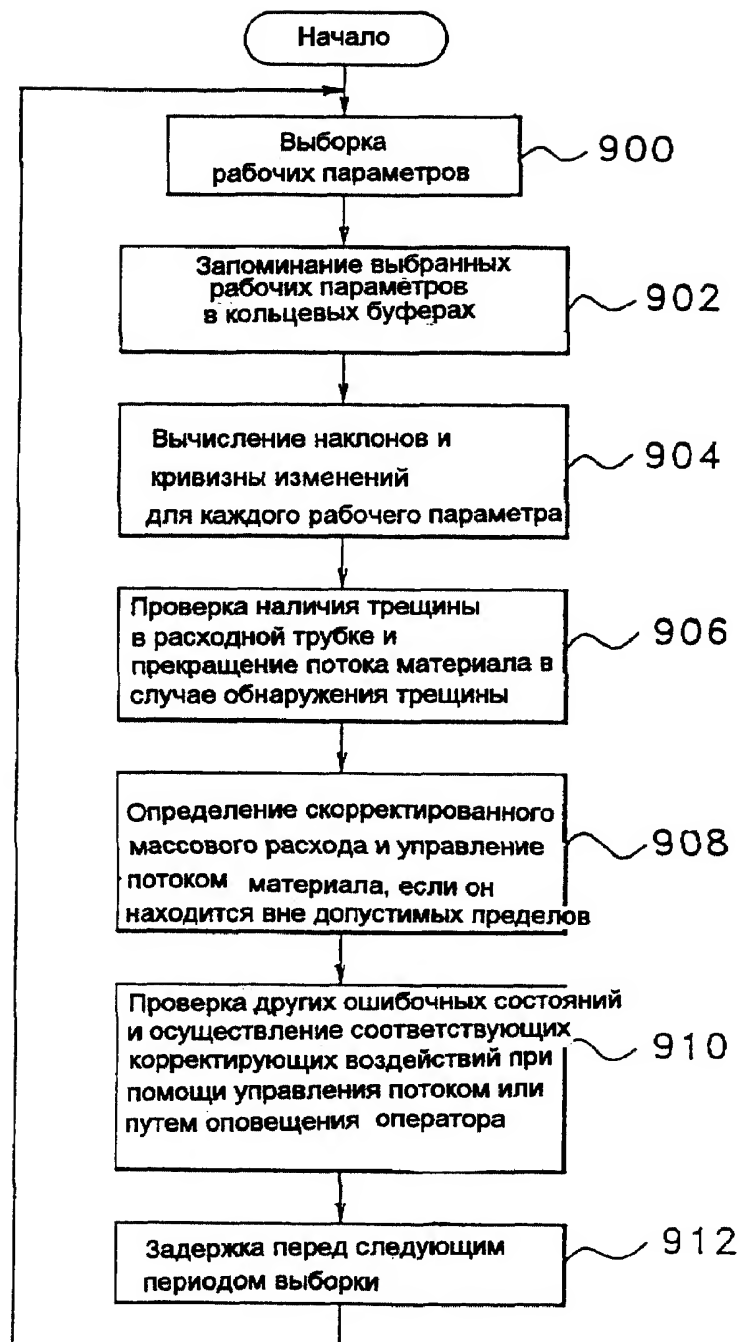 Начало
Выборка
рабочих параметров
900
Запоминание выбранных
рабочих параметров
в кольцевых буферах
902
Вычисление наклонов и
кривизны изменений
для каждого рабочего параметра
904
Проверка наличия трещины
в расходной трубке и
прекращение потока материала в
случае обнаружения трещины
906
Определение скорректированного
массового расхода и управление
потоком материала, если он
находится вне допустимых пределов
908
Проверка других ошибочных состояний
и осуществление соответствующих
корректирующих воздействий при
помощи управления потоком или
путем оповещения оператора
910
Задержка перед следующим
периодом выборки
912